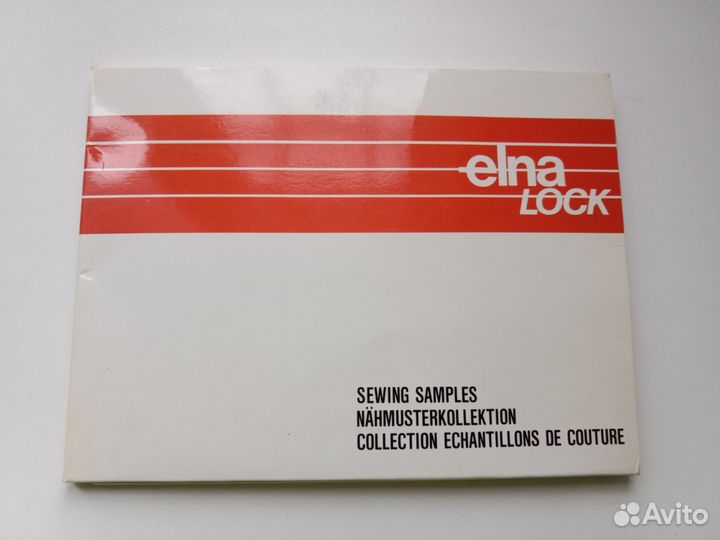 elna
LOCK
SEWING SAMPLES
NÄHMUSTERKOLLEKTION
COLLECTION ECHANTILLONS DE COUTURE
Avito